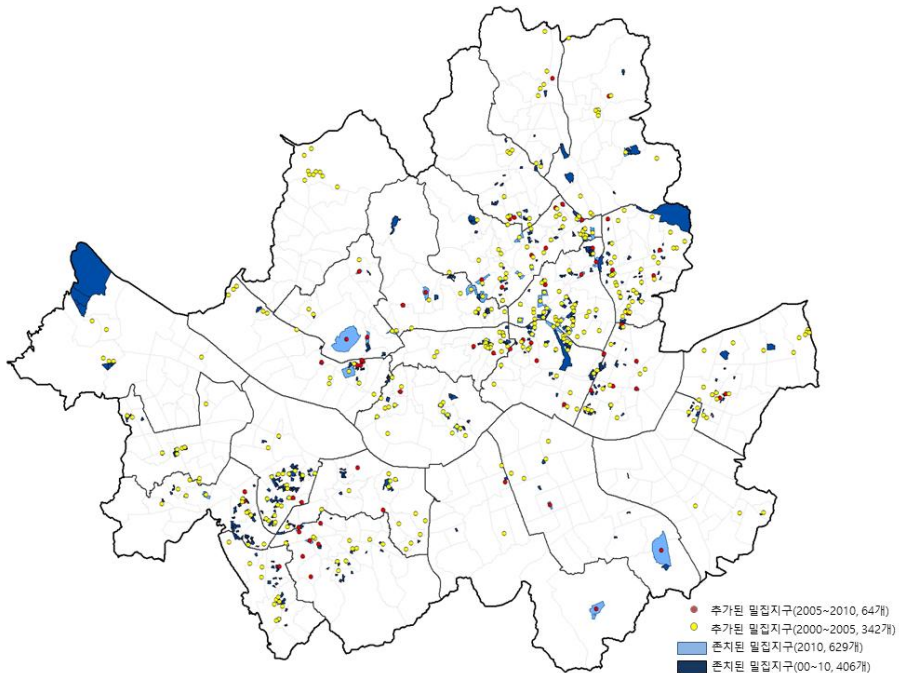 추가된 밀집지구(2005~2010, 64개)
추가된 밀집지구(2000~2005, 342개)
존치된 밀집지구(2010, 629개)
존치된 밀집지구(00~10, 406개)